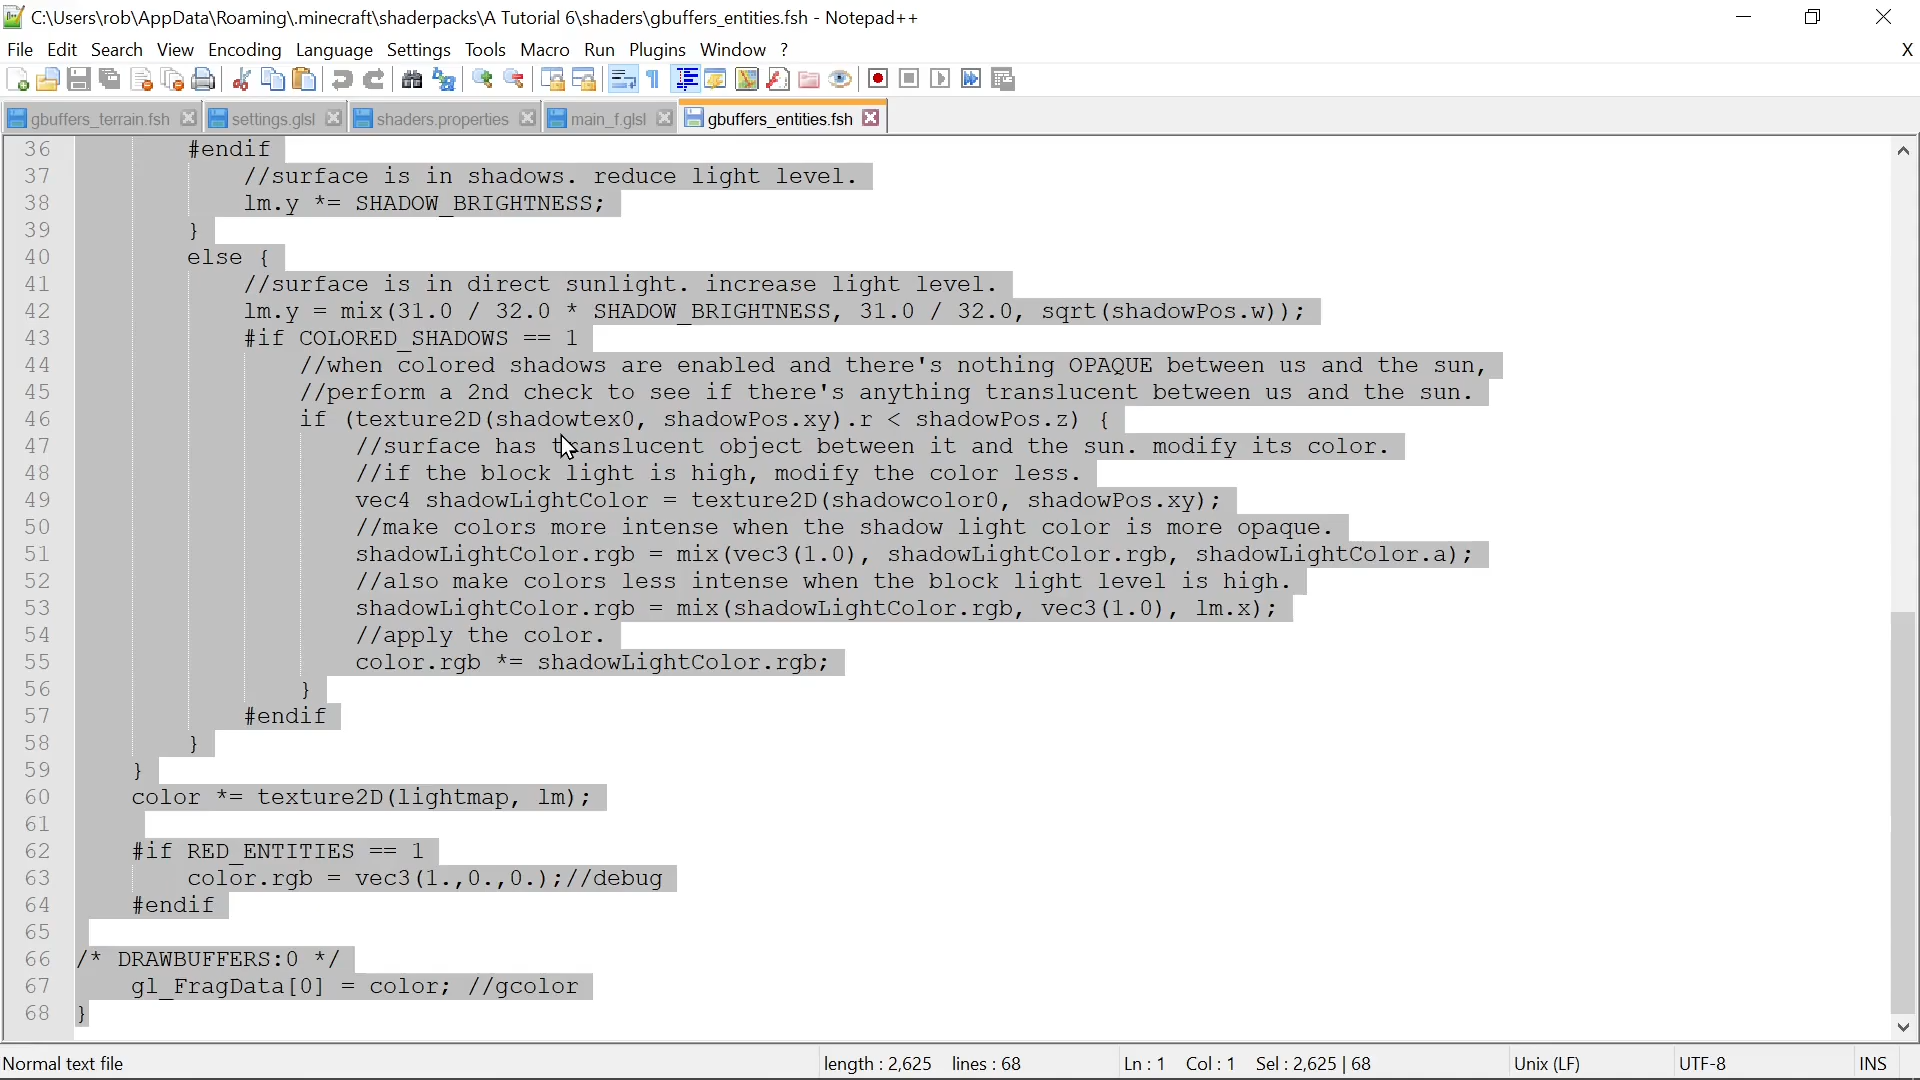 C:\Users\rob\AppData\Roaming\.minecraft\shaderpacks\A Tutorial 6\shaders\gbuffers_entities.fsh - Notepad++
File Edit Search View Encoding Language Settings Tools Macro Run Plugins Window ? X
gbuffers_terrain.fsh settings.glsl shaders.properties main_f.glsl gbuffers_entities.fsh
36 #endif
37 //surface is in shadows. reduce light level.
38 lm.y *= SHADOW_BRIGHTNESS;
39 }
40 else {
41 //surface is in direct sunlight. increase light level.
42 lm.y = mix(31.0 / 32.0 * SHADOW_BRIGHTNESS, 31.0 / 32.0, sqrt(shadowPos.w));
43 #if COLORED_SHADOWS == 1
44 //when colored shadows are enabled and there's nothing OPAQUE between us and the sun,
45 //perform a 2nd check to see if there's anything translucent between us and the sun.
46 if (texture2D(shadowtex0, shadowPos.xy).r < shadowPos.z) {
47 //surface has translucent object between it and the sun. modify its color.
48 //if the block light is high, modify the color less.
49 vec4 shadowLightColor = texture2D(shadowcolor0, shadowPos.xy);
50 //make colors more intense when the shadow light color is more opaque.
51 shadowLightColor.rgb = mix(vec3(1.0), shadowLightColor.rgb, shadowLightColor.a);
52 //also make colors less intense when the block light level is high.
53 shadowLightColor.rgb = mix(shadowLightColor.rgb, vec3(1.0), lm.x);
54 //apply the color.
55 color.rgb *= shadowLightColor.rgb;
56 }
57 #endif
58 }
59 }
60 color *= texture2D(lightmap, lm);
61
62 #if RED_ENTITIES == 1
63 color.rgb = vec3(1.,0.,0.);//debug
64 #endif
65
66 /* DRAWBUFFERS:0 */
67 gl_FragData[0] = color; //gcolor
68 }
Normal text file length : 2,625 lines : 68 Ln : 1 Col : 1 Sel : 2,625 | 68 Unix (LF) UTF-8 INS